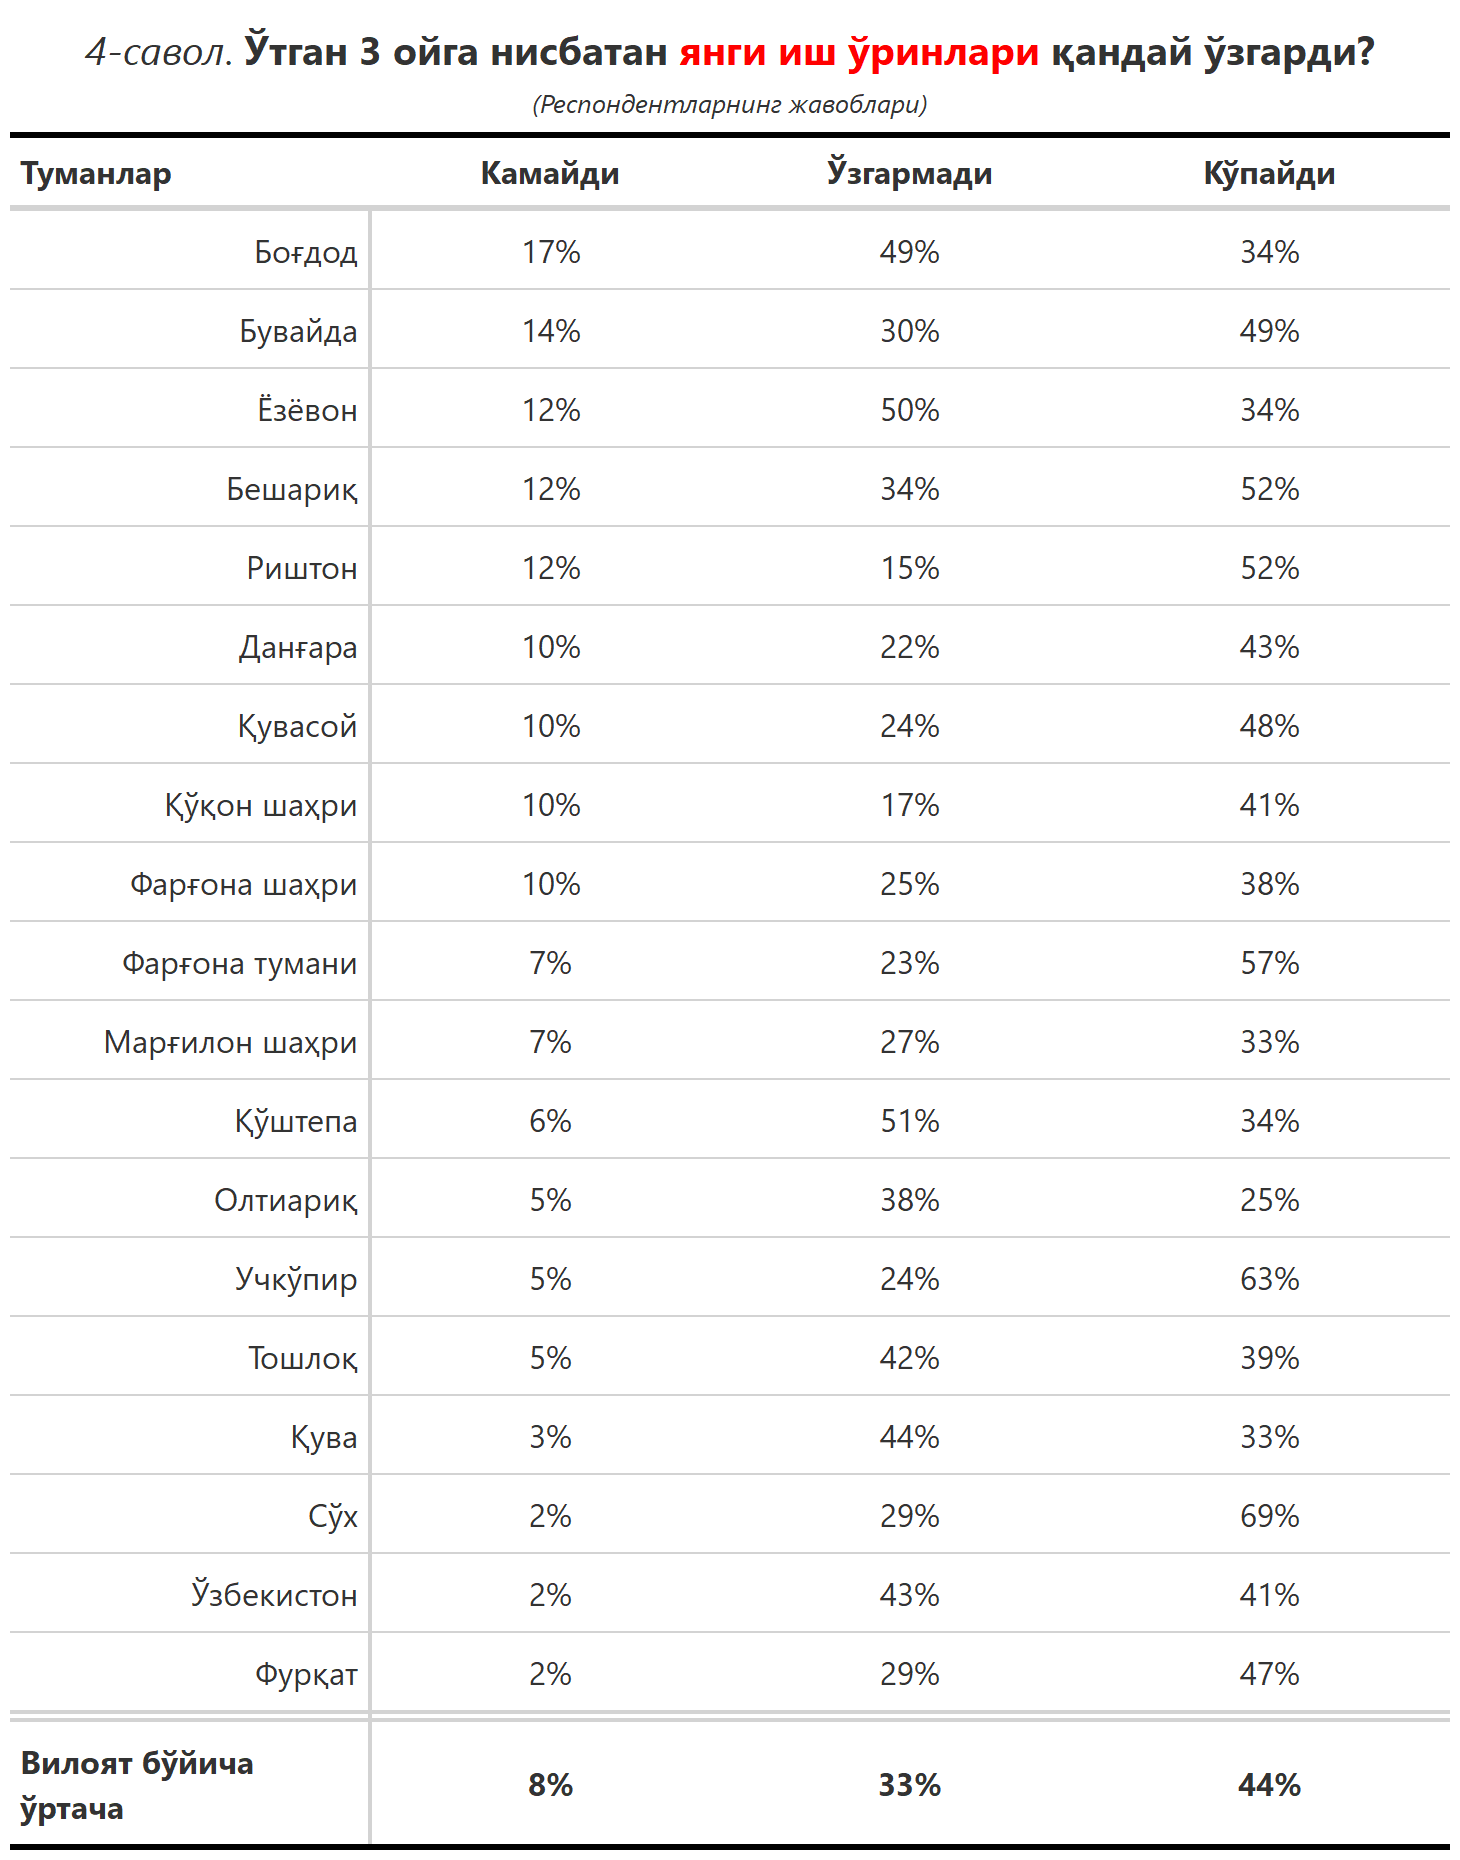 4-савол. Ўтган 3 ойга нисбатан янги иш ўринлари қандай ўзгарди?
(Респондентларнинг жавоблари)
Туманлар Камайди Ўзгармади Кўпайди
Боғдод 17% 49% 34%
Бувайда 14% 30% 49%
Ёзёвон 12% 50% 34%
Бешариқ 12% 34% 52%
Риштон 12% 15% 52%
Данғара 10% 22% 43%
Қувасой 10% 24% 48%
Қўқон шаҳри 10% 17% 41%
Фарғона шаҳри 10% 25% 38%
Фарғона тумани 7% 23% 57%
Марғилон шаҳри 7% 27% 33%
Қўштепа 6% 51% 34%
Олтиариқ 5% 38% 25%
Учкўпир 5% 24% 63%
Тошлоқ 5% 42% 39%
Қува 3% 44% 33%
Сўх 2% 29% 69%
Ўзбекистон 2% 43% 41%
Фурқат 2% 29% 47%
Вилоят бўйича
ўртача 8% 33% 44%